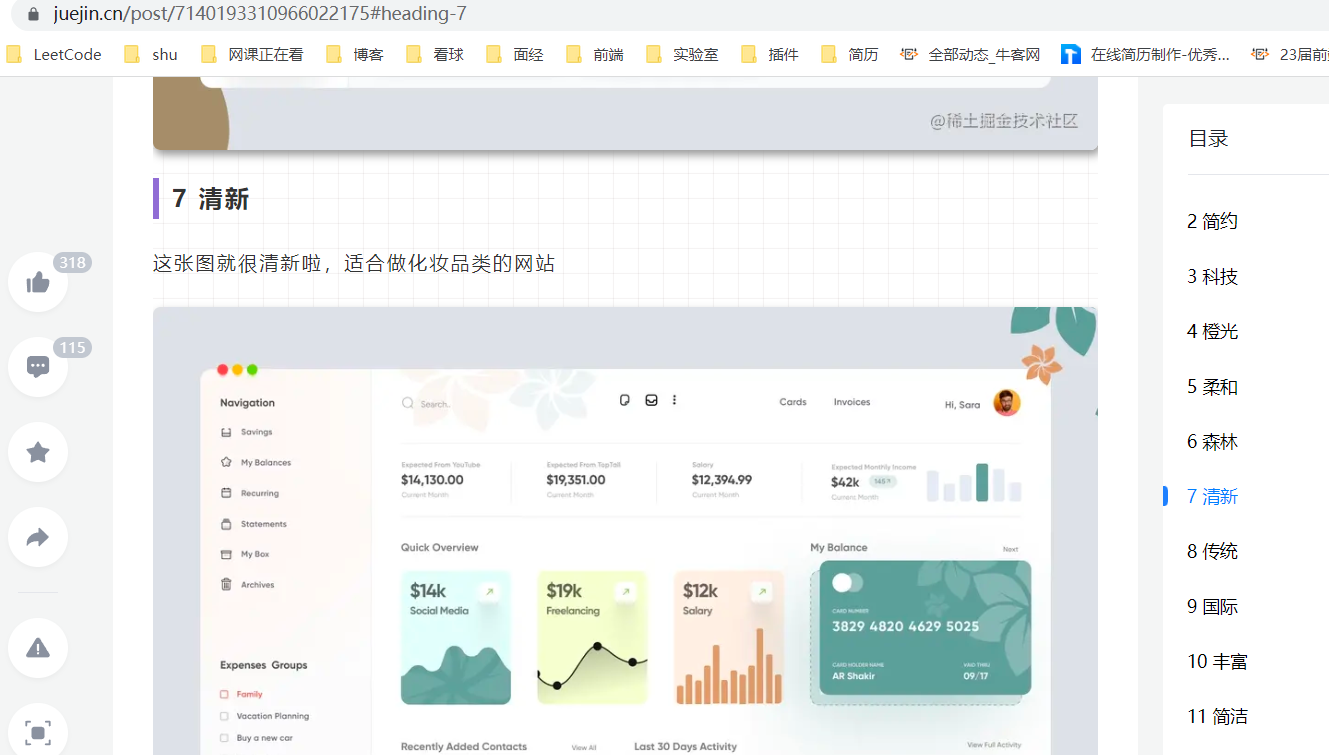 juejin.cn/post/7140193310966022175#heading-7
LeetCode shu 网课正在看 博客 看球 面经 前端 实验室 插件 简历 全部动态_牛客网 在线简历制作-优秀... 23届前
@稀土掘金技术社区
目录
7 清新
2 简约
这张图就很清新啦，适合做化妆品类的网站
318
3 科技
115
4 橙光
5 柔和
6 森林
7 清新
8 传统
9 国际
10 丰富
11 简洁
Navigation
Savings
My Balances
Recurring
Statements
My Box
Archives
Expenses Groups
Family
Vacation Planning
Buy a new car
Search..
Cards Invoices Hi, Sara
Expected From YouTube
$14,130.00
Current Month
Expected From TopTall
$19,351.00
Current Month
Salary
$12,394.99
Current Month
Expected Monthly Income
$42k
Current Month
Quick Overview
$14k
Social Media
$19k
Freelancing
$12k
Salary
My Balance Next
CARD NUMBER
3829 4820 4629 5025
CARD HOLDER NAME
AR Shakir
09/17
Recently Added Contacts View All
Last 30 Days Activity View Full Activity